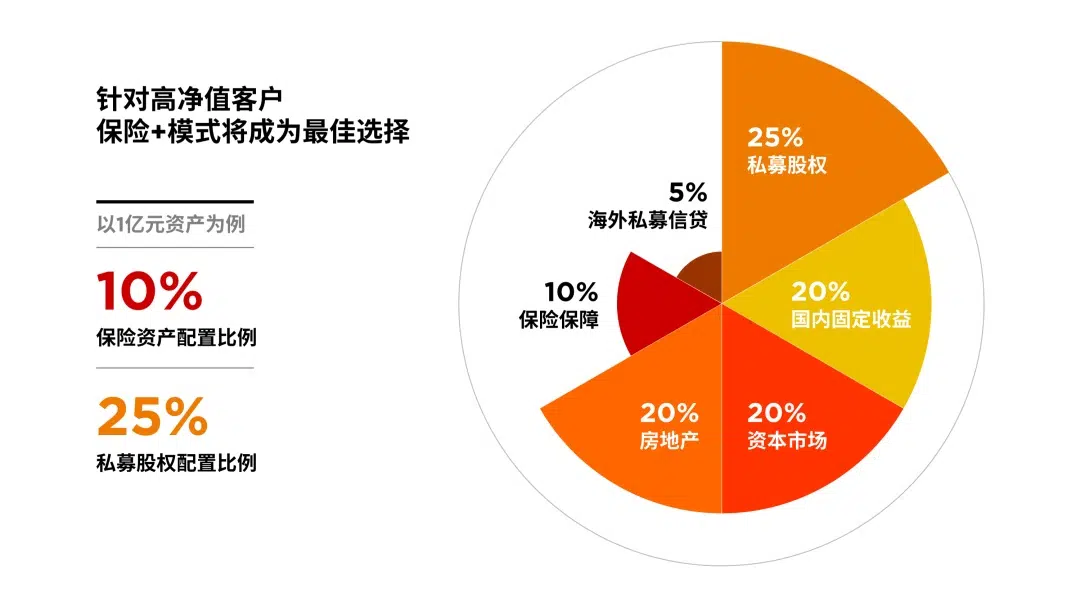 针对高净值客户
保险+模式将成为最佳选择
以1亿元资产为例
10%
保险资产配置比例
25%
私募股权配置比例
25%
私募股权
20%
国内固定收益
20%
资本市场
20%
房地产
10%
保险保障
5%
海外私募信贷